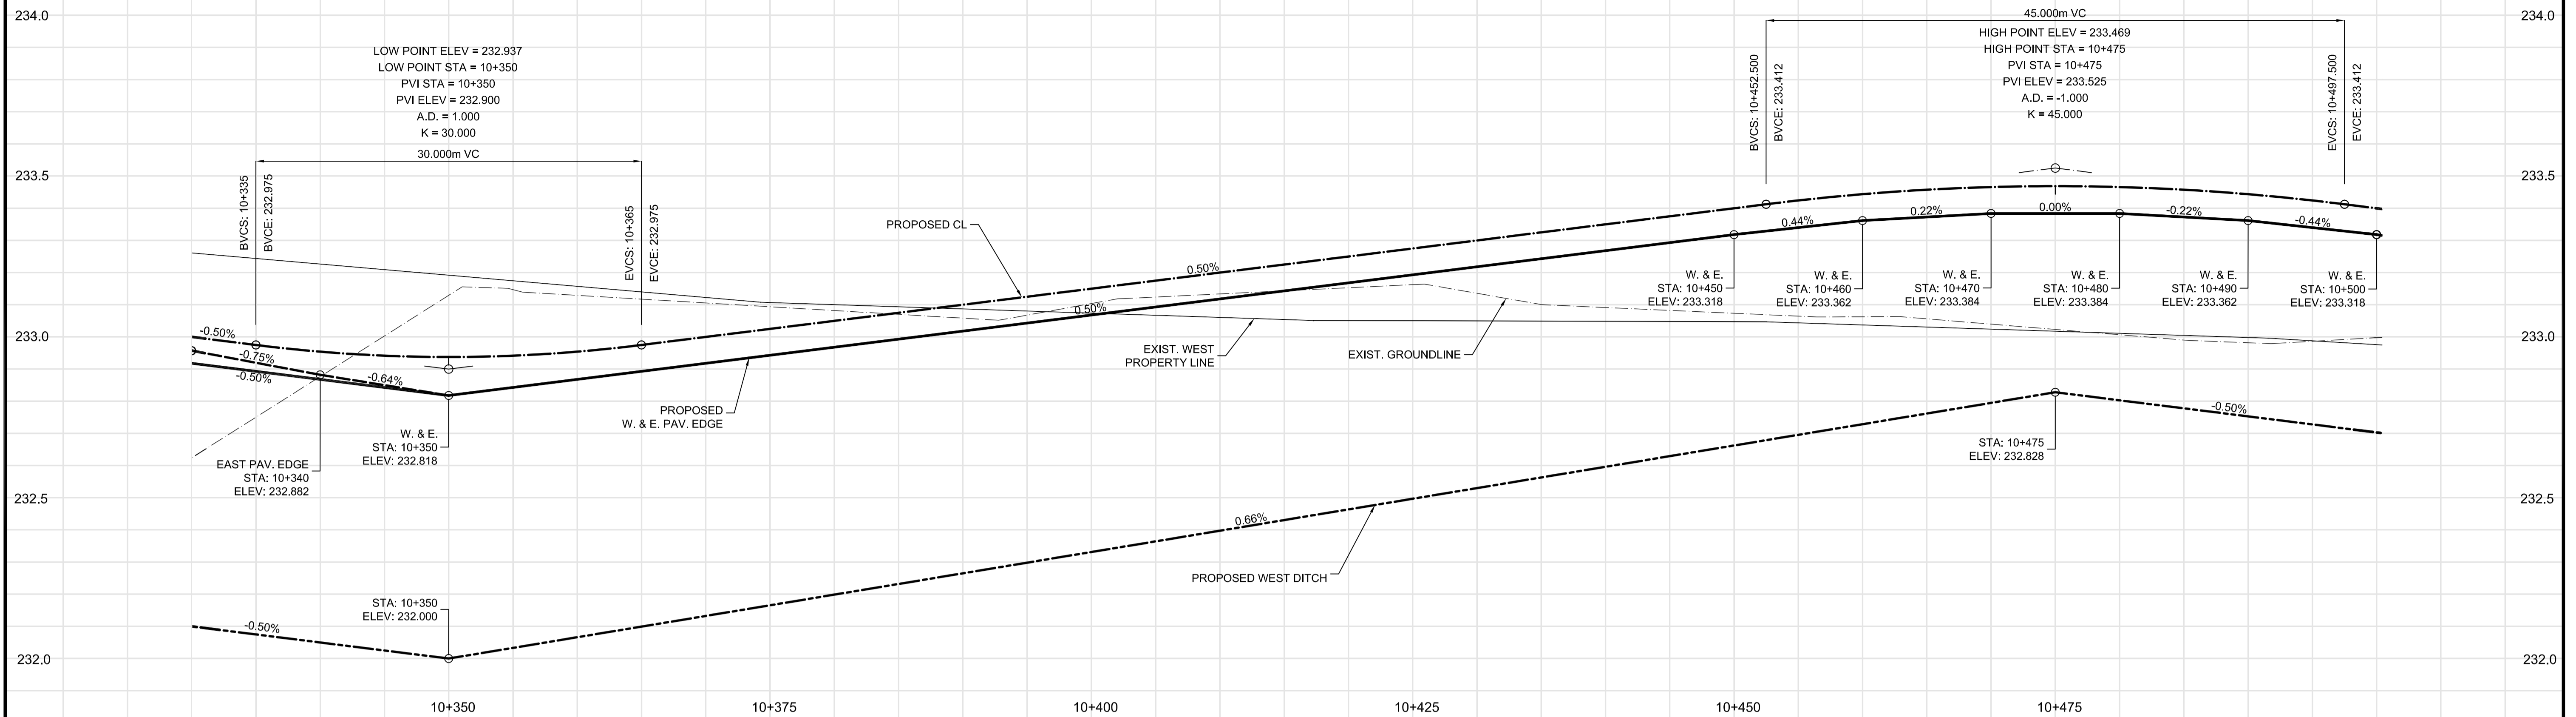 234.0
45.000m VC
234.0
LOW POINT ELEV = 232.937
LOW POINT STA = 10+350
PVI STA = 10+350
PVI ELEV = 232.900
A.D. = 1.000
K = 30.000
30.000m VC
HIGH POINT ELEV = 233.469
HIGH POINT STA = 10+475
PVI STA = 10+475
PVI ELEV = 233.525
A.D. = -1.000
K = 45.000
BVCS: 10+452.500
BVCE: 233.412
EVCS: 10+497.500
EVCE: 233.412
233.5
233.5
BVCS: 10+335
BVCE: 232.975
EVCS: 10+365
EVCE: 232.975
PROPOSED CL
0.50%
0.44%
0.22%
0.00%
-0.22%
-0.44%
W. & E.
STA: 10+450
ELEV: 233.318
W. & E.
STA: 10+460
ELEV: 233.362
W. & E.
STA: 10+470
ELEV: 233.384
W. & E.
STA: 10+480
ELEV: 233.384
W. & E.
STA: 10+490
ELEV: 233.362
W. & E.
STA: 10+500
ELEV: 233.318
0.50%
233.0
233.0
-0.50%
-0.75%
-0.50%
-0.64%
EXIST. WEST
PROPERTY LINE
EXIST. GROUNDLINE
PROPOSED
W. & E. PAV. EDGE
W. & E.
STA: 10+350
ELEV: 232.818
EAST PAV. EDGE
STA: 10+340
ELEV: 232.882
-0.50%
STA: 10+475
ELEV: 232.828
232.5
232.5
0.66%
PROPOSED WEST DITCH
STA: 10+350
ELEV: 232.000
-0.50%
232.0
232.0
10+350
10+375
10+400
10+425
10+450
10+475